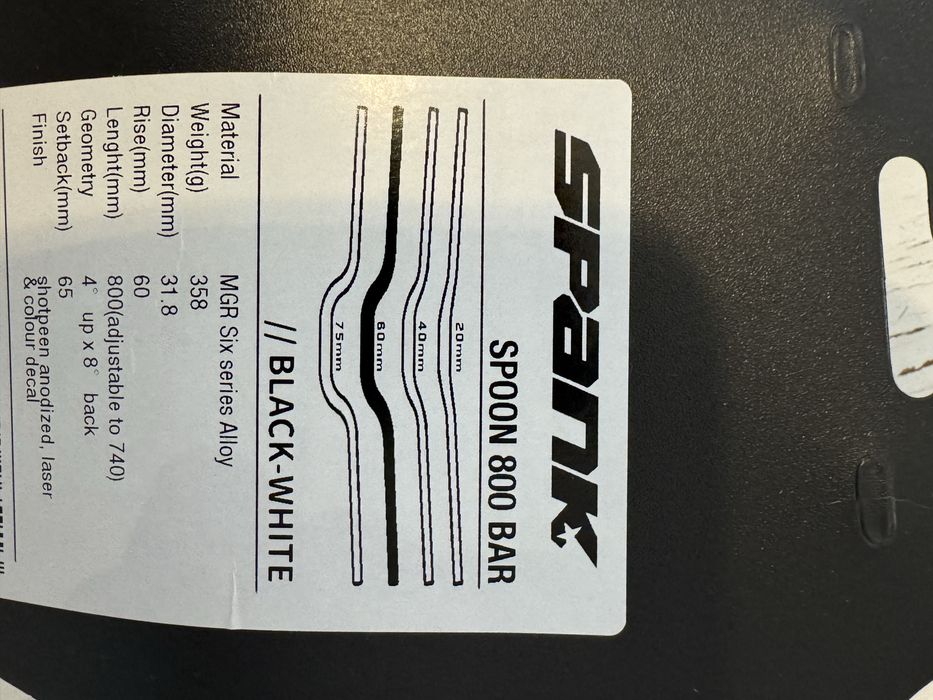 SPANK
SPOON 800 BAR
20mm
40mm
60mm
75mm
// BLACK-WHITE
Material MGR Six series Alloy
Weight(g) 358
Diameter(mm) 31.8
Rise(mm) 60
Lenght(mm) 800(adjustable to 740)
Geometry 4° up x 8° back
Setback(mm) 65
Finish shotpeen anodized, laser
& colour decal